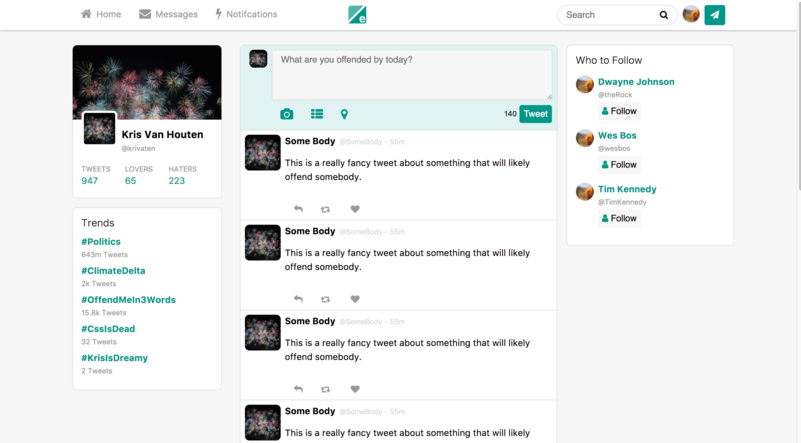 Home
Messages
Notifcations
e
Search
Kris Van Houten
@krivaten
TWEETS LOVERS HATERS
947 65 223
Trends
#Politics
643m Tweets
#ClimateDelta
2k Tweets
#OffendMeIn3Words
15.8k Tweets
#CssIsDead
32 Tweets
#KrisIsDreamy
2 Tweets
What are you offended by today?
140 Tweet
Some Body @SomeBody - 55m
This is a really fancy tweet about something that will likely
offend somebody.
Some Body @SomeBody - 55m
This is a really fancy tweet about something that will likely
offend somebody.
Some Body @SomeBody - 55m
This is a really fancy tweet about something that will likely
offend somebody.
Some Body @SomeBody - 55m
This is a really fancy tweet about something that will likely
Who to Follow
Dwayne Johnson
@theRock
Follow
Wes Bos
@wesbos
Follow
Tim Kennedy
@TimKennedy
Follow